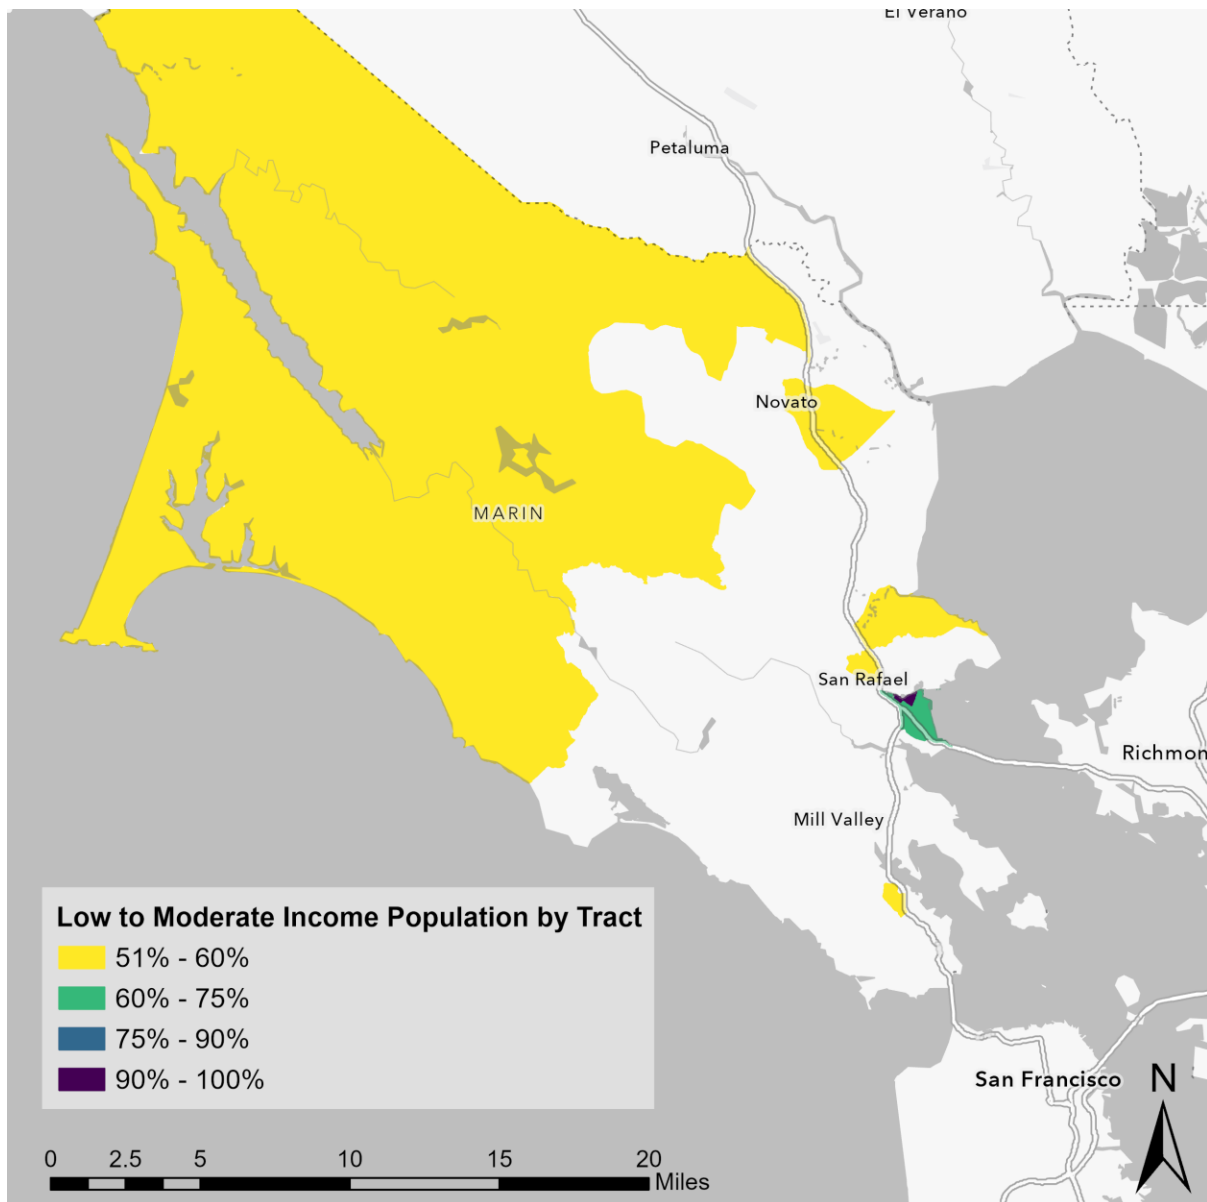 El Verano
Petaluma
Novato
MARIN
San Rafael
Richmon
Mill Valley
Low to Moderate Income Population by Tract
51% - 60%
60% - 75%
75% - 90%
90% - 100%
San Francisco
N
0 2.5 5 10 15 20
Miles